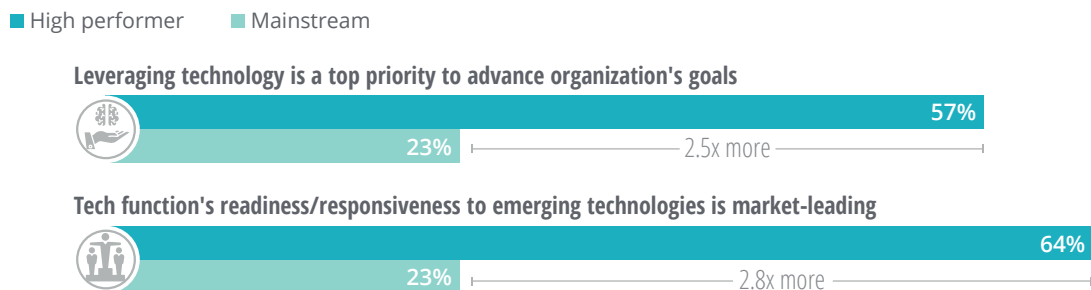 High performer Mainstream
Leveraging technology is a top priority to advance organization's goals
57%
23% 2.5x more
Tech function's readiness/responsiveness to emerging technologies is market-leading
64%
23% 2.8x more